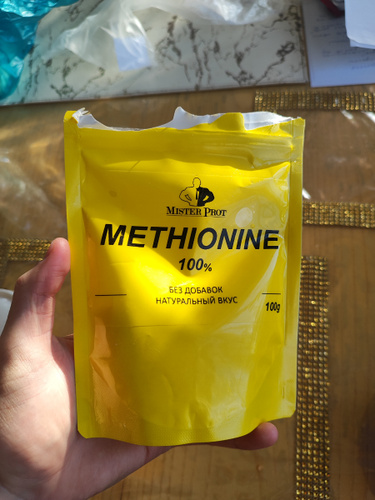 MISTER PROT
METHIONINE
100%
БЕЗ ДОБАВОК
НАТУРАЛЬНЫЙ ВКУС
100g